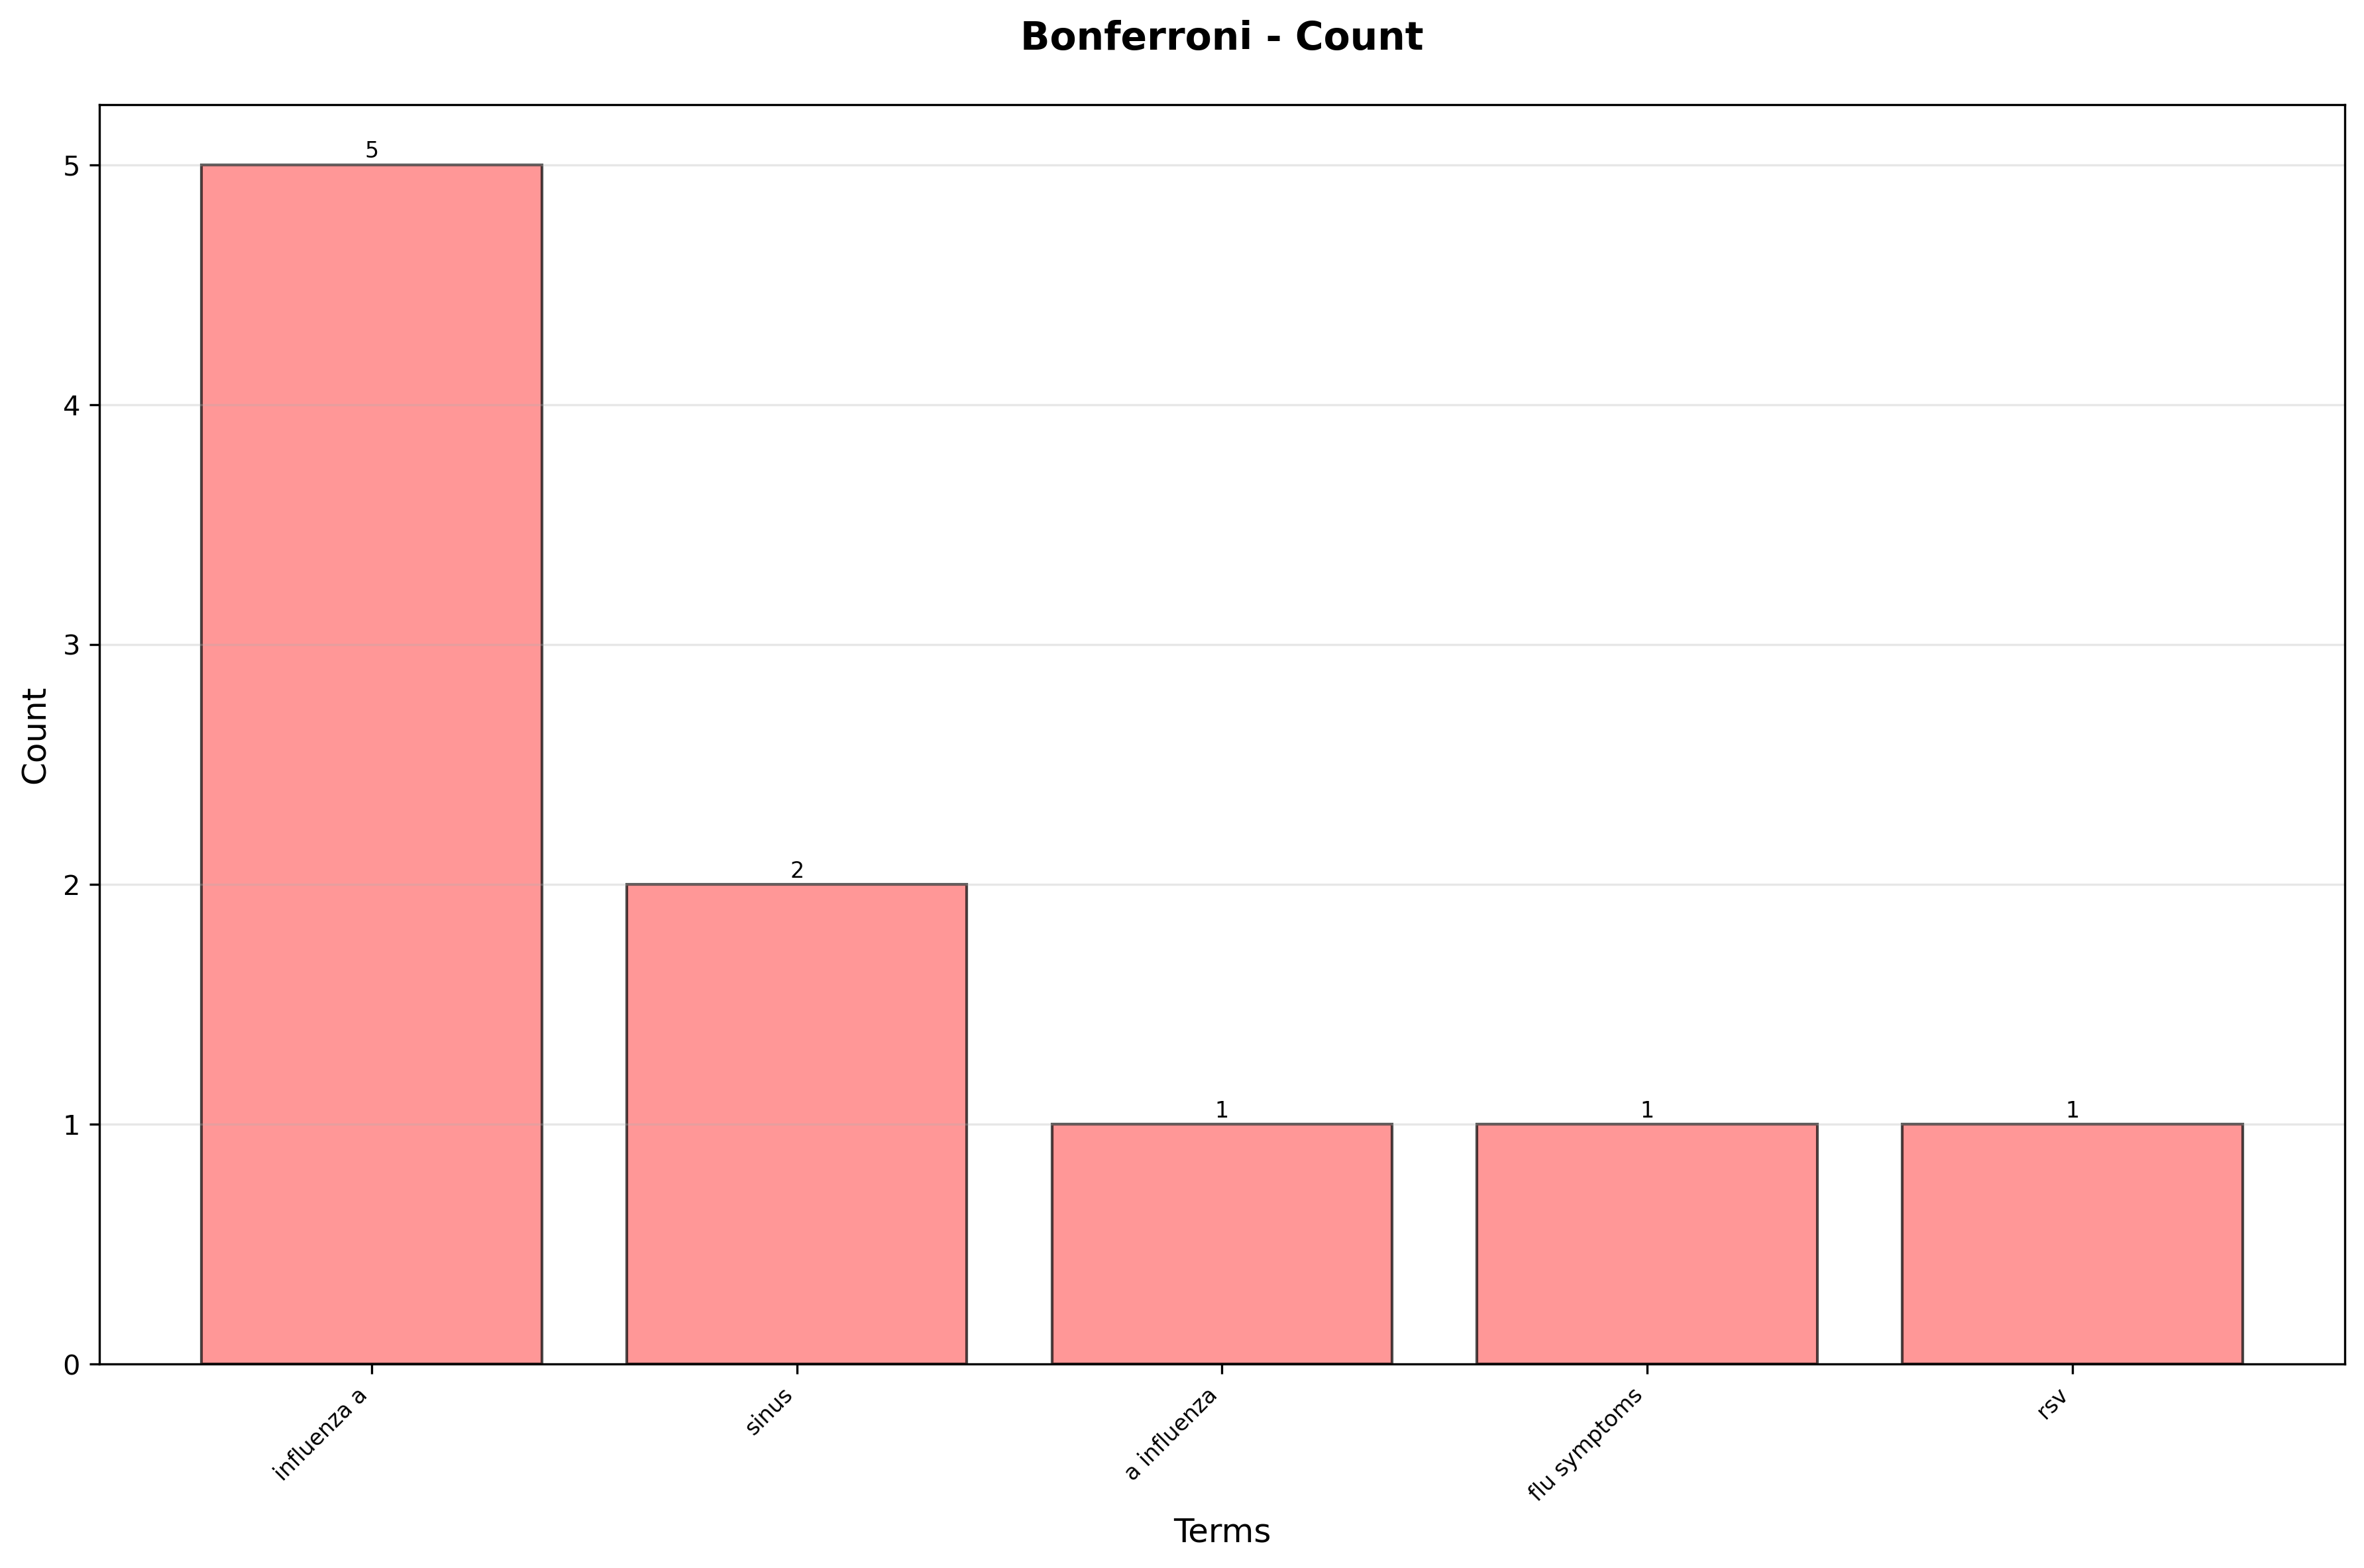 Bonferroni - Count
Count
5
4
3
2
1
0
5
2
1
1
1
influenza a
sinus
a influenza
flu symptoms
rsv
Terms